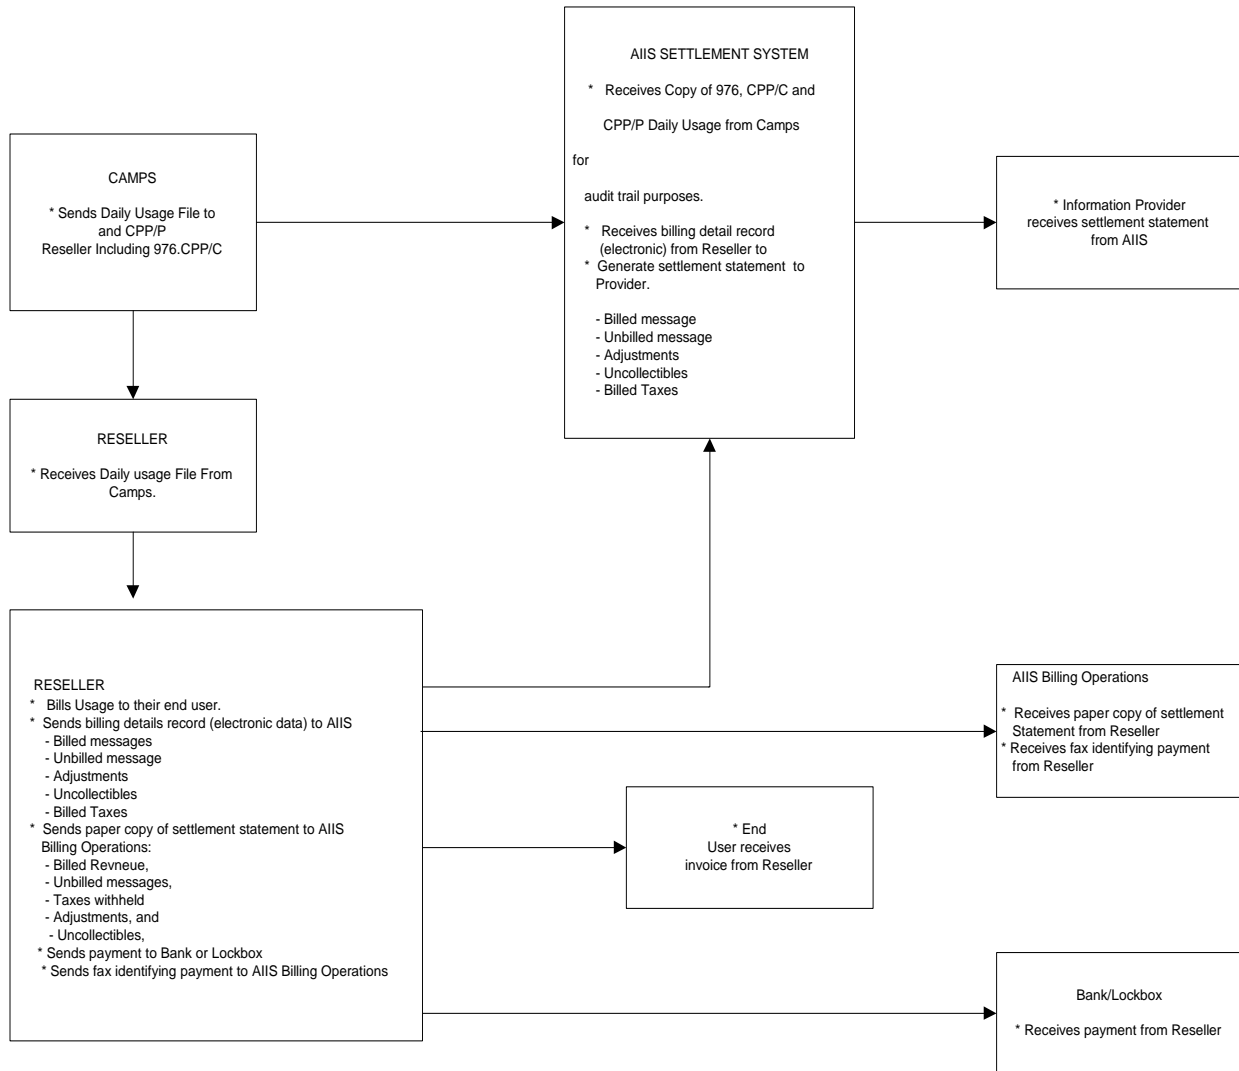 AIIS SETTLEMENT SYSTEM
* Receives Copy of 976, CPP/C and
CPP/P Daily Usage from Camps
for
audit trail purposes.
* Receives billing detail record
(electronic) from Reseller to
* Generate settlement statement to
Provider.
- Billed message
- Unbilled message
- Adjustments
- Uncollectibles
- Billed Taxes
CAMPS
* Sends Daily Usage File to
and CPP/P
Reseller Including 976.CPP/C
* Information Provider
receives settlement statement
from AIIS
RESELLER
* Receives Daily usage File From
Camps.
RESELLER
* Bills Usage to their end user.
* Sends billing details record (electronic data) to AIIS
- Billed messages
- Unbilled message
- Adjustments
- Uncollectibles
- Billed Taxes
* Sends paper copy of settlement statement to AIIS
Billing Operations:
- Billed Revneue,
- Unbilled messages,
- Taxes withheld
- Adjustments, and
- Uncollectibles,
* Sends payment to Bank or Lockbox
* Sends fax identifying payment to AIIS Billing Operations
AIIS Billing Operations
* Receives paper copy of settlement
Statement from Reseller
* Receives fax identifying payment
from Reseller
* End
User receives
invoice from Reseller
Bank/Lockbox
* Receives payment from Reseller